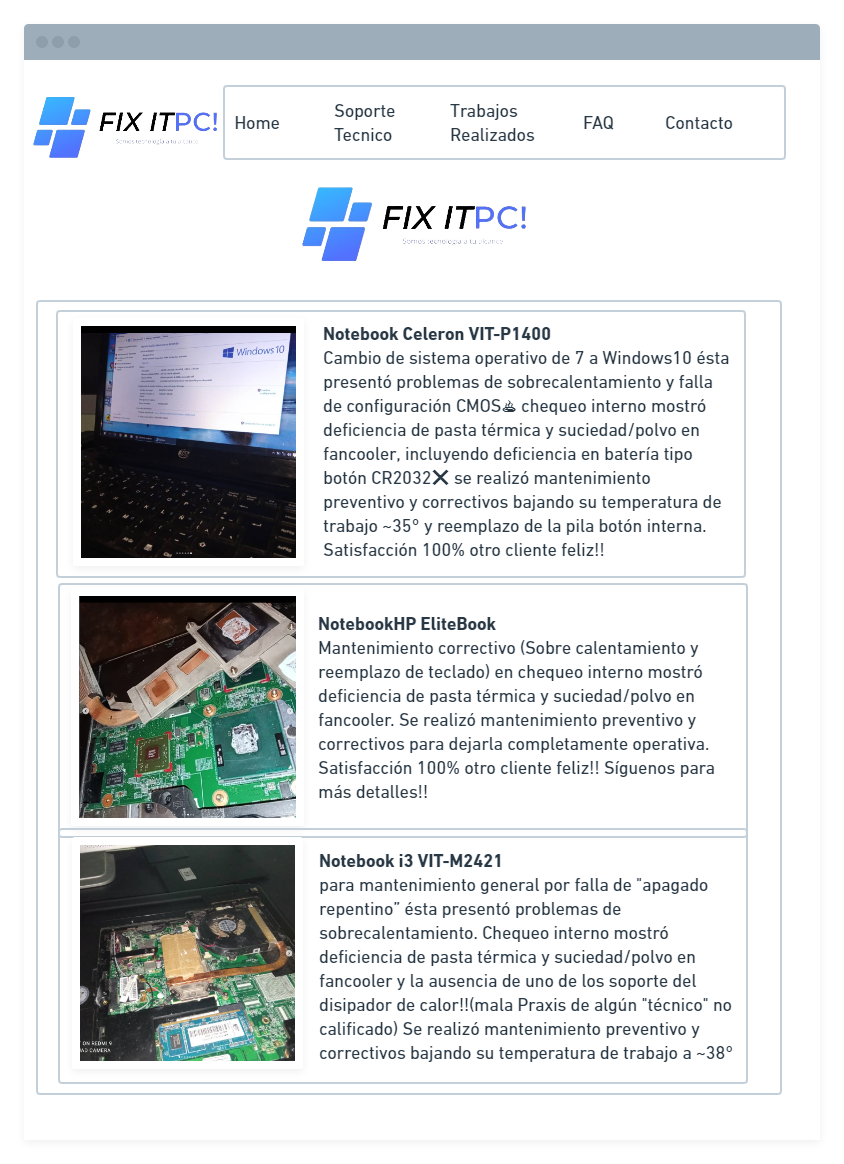 FIX ITPC!
Somos tecnología a tu alcance
Home
Soporte
Tecnico
Trabajos
Realizados
FAQ
Contacto
FIX ITPC!
Somos tecnología a tu alcance
Windows 10
Notebook Celeron VIT-P1400
Cambio de sistema operativo de 7 a Windows10 ésta
presentó problemas de sobrecalentamiento y falla
de configuración CMOS♨ chequeo interno mostró
deficiencia de pasta térmica y suciedad/polvo en
fancooler, incluyendo deficiencia en batería tipo
botón CR2032❌ se realizó mantenimiento
preventivo y correctivos bajando su temperatura de
trabajo ~35° y reemplazo de la pila botón interna.
Satisfacción 100% otro cliente feliz!!
NotebookHP EliteBook
Mantenimiento correctivo (Sobre calentamiento y
reemplazo de teclado) en chequeo interno mostró
deficiencia de pasta térmica y suciedad/polvo en
fancooler. Se realizó mantenimiento preventivo y
correctivos para dejarla completamente operativa.
Satisfacción 100% otro cliente feliz!! Síguenos para
más detalles!!
Notebook i3 VIT-M2421
para mantenimiento general por falla de "apagado
repentino” ésta presentó problemas de
sobrecalentamiento. Chequeo interno mostró
deficiencia de pasta térmica y suciedad/polvo en
fancooler y la ausencia de uno de los soporte del
disipador de calor!!(mala Praxis de algún "técnico" no
calificado) Se realizó mantenimiento preventivo y
correctivos bajando su temperatura de trabajo a ~38°
ON REDMI 9
AD CAMERA